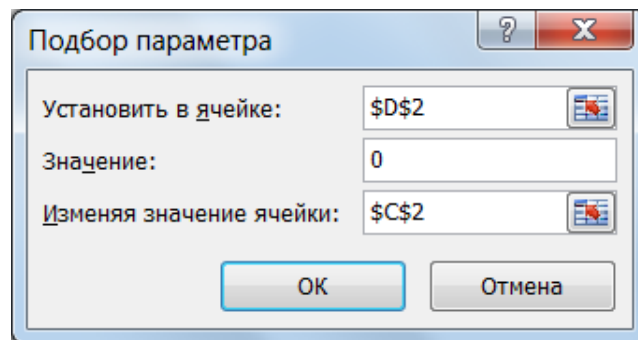 Подбор параметра
Установить в ячейке: $D$2
Значение: 0
Изменяя значение ячейки: $C$2
ОК Отмена